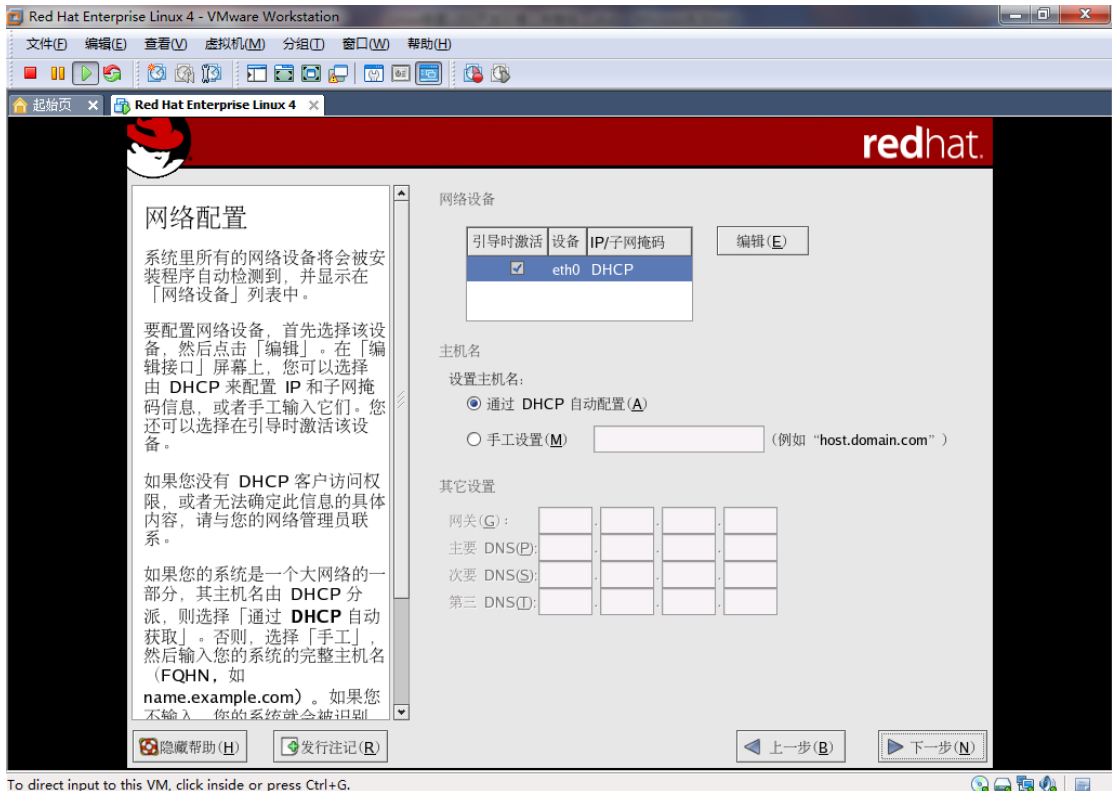 Red Hat Enterprise Linux 4 - VMware Workstation
文件(F) 编辑(E) 查看(V) 虚拟机(M) 分组(T) 窗口(W) 帮助(H)
起始页 Red Hat Enterprise Linux 4
redhat.
网络配置
系统里所有的网络设备将会被安
装程序自动检测到，并显示在
「网络设备」列表中。
要配置网络设备，首先选择该设
备，然后点击「编辑」。在「编
辑接口」屏幕上，您可以选择
由 DHCP 来配置 IP 和子网掩
码信息，或者手工输入它们。您
还可以选择在引导时激活该设
备。
如果您没有 DHCP 客户访问权
限，或者无法确定此信息的具体
内容，请与您的网络管理员联
系。
如果您的系统是一个大网络的一
部分，其主机名由 DHCP 分
派，则选择「通过 DHCP 自动
获取」。否则，选择「手工」，
然后输入您的系统的完整主机名
（FQHN，如
name.example.com）。如果您
不输入，您的系统就会被识别
网络设备
引导时激活 设备 IP/子网掩码
编辑(E)
eth0 DHCP
主机名
设置主机名:
通过 DHCP 自动配置(A)
手工设置(M) (例如 “host.domain.com” )
其它设置
网关(G)：
主要 DNS(P):
次要 DNS(S):
第三 DNS(T):
隐藏帮助(H) 发行注记(R) 上一步(B) 下一步(N)
To direct input to this VM, click inside or press Ctrl+G.